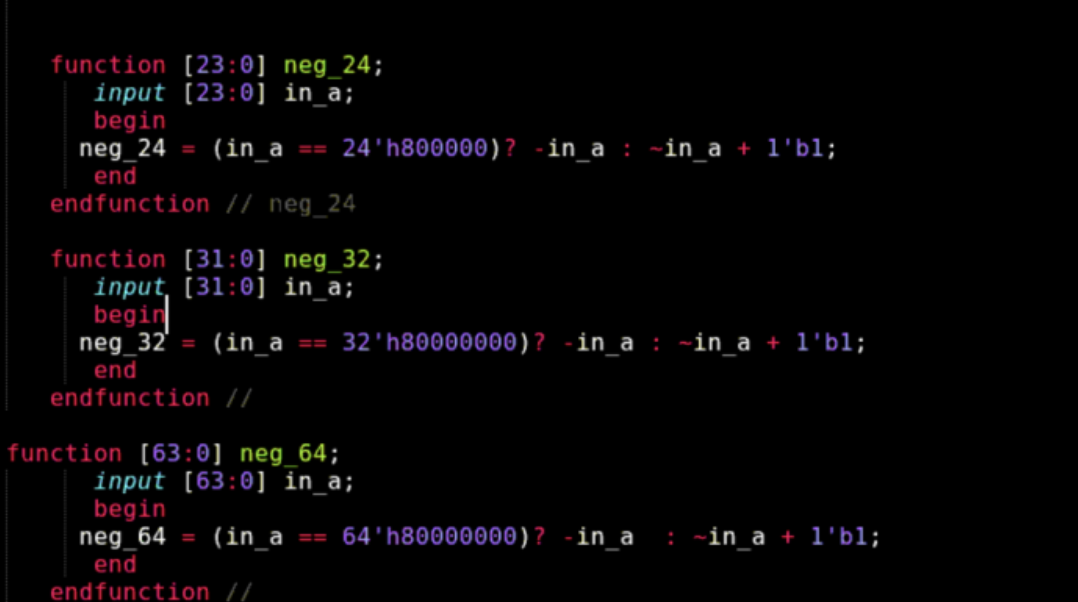 function [23:0] neg_24;
input [23:0] in_a;
begin
neg_24 = (in_a == 24'h800000)? -in_a : ~in_a + 1'b1;
end
endfunction // neg_24
function [31:0] neg_32;
input [31:0] in_a;
begin
neg_32 = (in_a == 32'h80000000)? -in_a : ~in_a + 1'b1;
end
endfunction //
function [63:0] neg_64;
input [63:0] in_a;
begin
neg_64 = (in_a == 64'h80000000)? -in_a  : ~in_a + 1'b1;
end
endfunction //